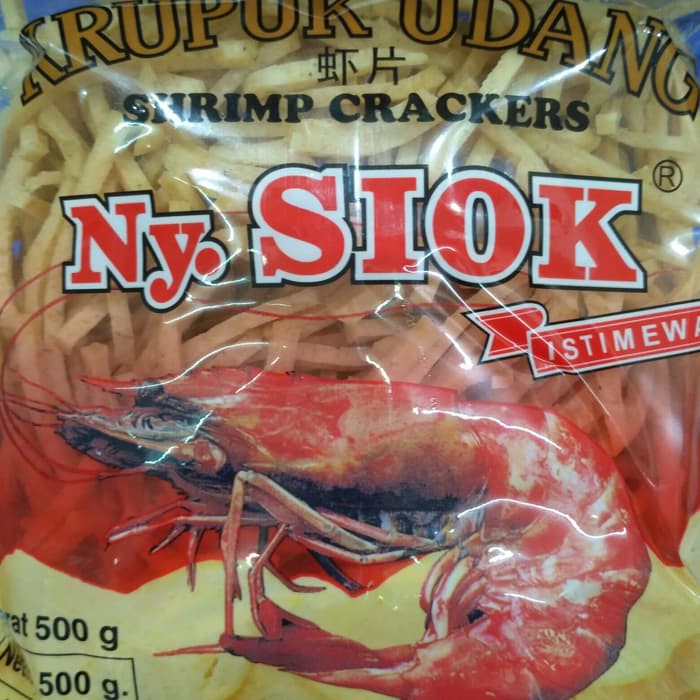 KRUPUK UDANG
虾片
SHRIMP CRACKERS
Ny. SIOK ®
ISTIMEWA
500 g
500 g.